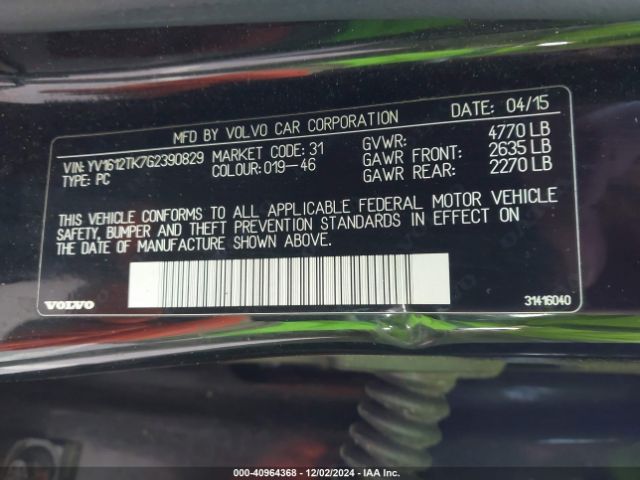 MFD BY VOLVO CAR CORPORATION DATE: 04/15
VIN: YV1612TK7G2390829 MARKET CODE: 31 GVWR: 4770 LB
TYPE: PC COLOUR: 019-46 GAWR FRONT: 2635 LB
GAWR REAR: 2270 LB
THIS VEHICLE CONFORMS TO ALL APPLICABLE FEDERAL MOTOR VEHICLE
SAFETY, BUMPER AND THEFT PREVENTION STANDARDS IN EFFECT ON
THE DATE OF MANUFACTURE SHOWN ABOVE.
VOLVO 31416040
000-40964368 | 12/02/2024 - IAA Inc.